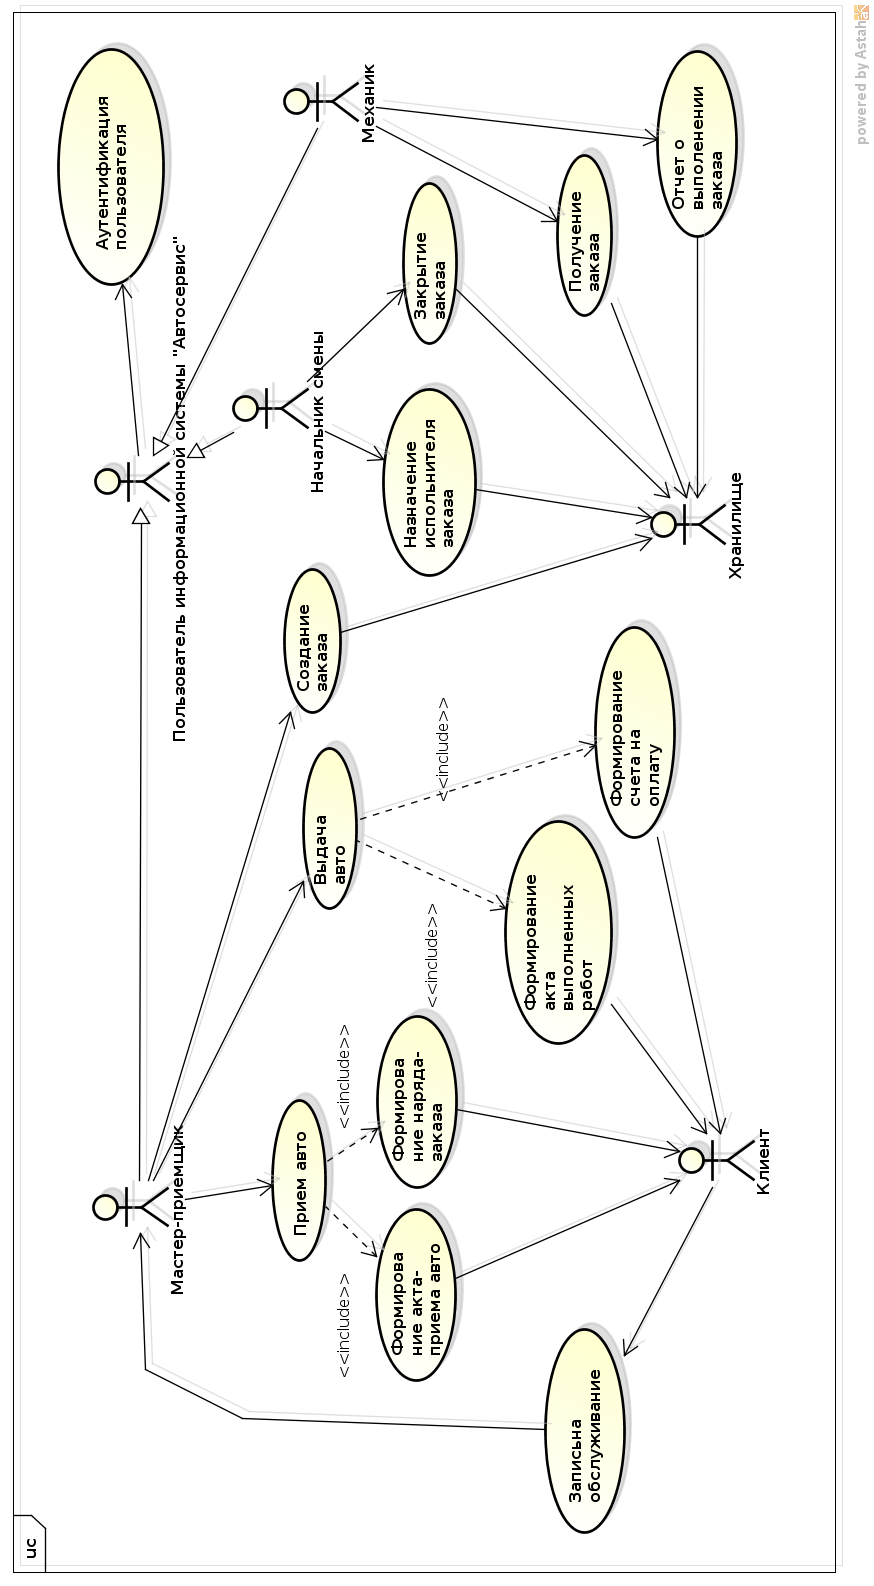 uc
Записьна
обслуживание
Мастер-приемщик
Прием авто
<<include>>
<<include>>
Формирова
ние акта-
приема авто
Формирова
ние наряда-
заказа
Клиент
Выдача
авто
<<include>>
<<include>>
Формирование
акта
выполненных
работ
Формирование
счета на
оплату
Создание
заказа
Пользователь информационной системы "Автосервис"
Аутентификация
пользователя
Начальник смены
Назначение
испольнителя
заказа
Закрытие
заказа
Хранилище
Механик
Получение
заказа
Отчет о
выполенении
заказа
powered by Astah